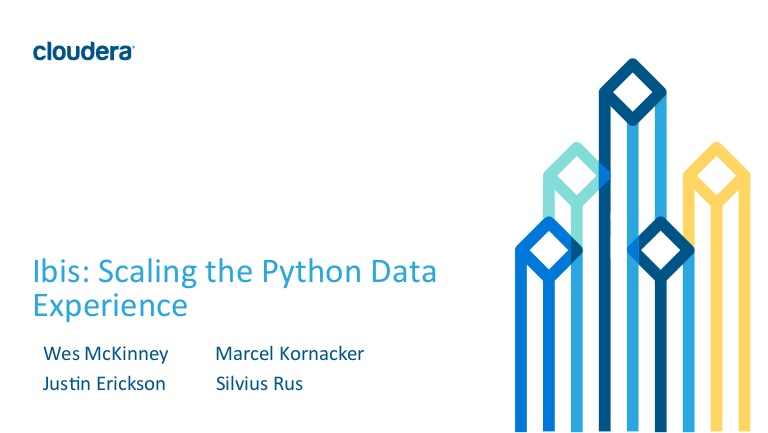 cloudera
Ibis: Scaling the Python Data
Experience
Wes McKinney Marcel Kornacker
Justin Erickson Silvius Rus